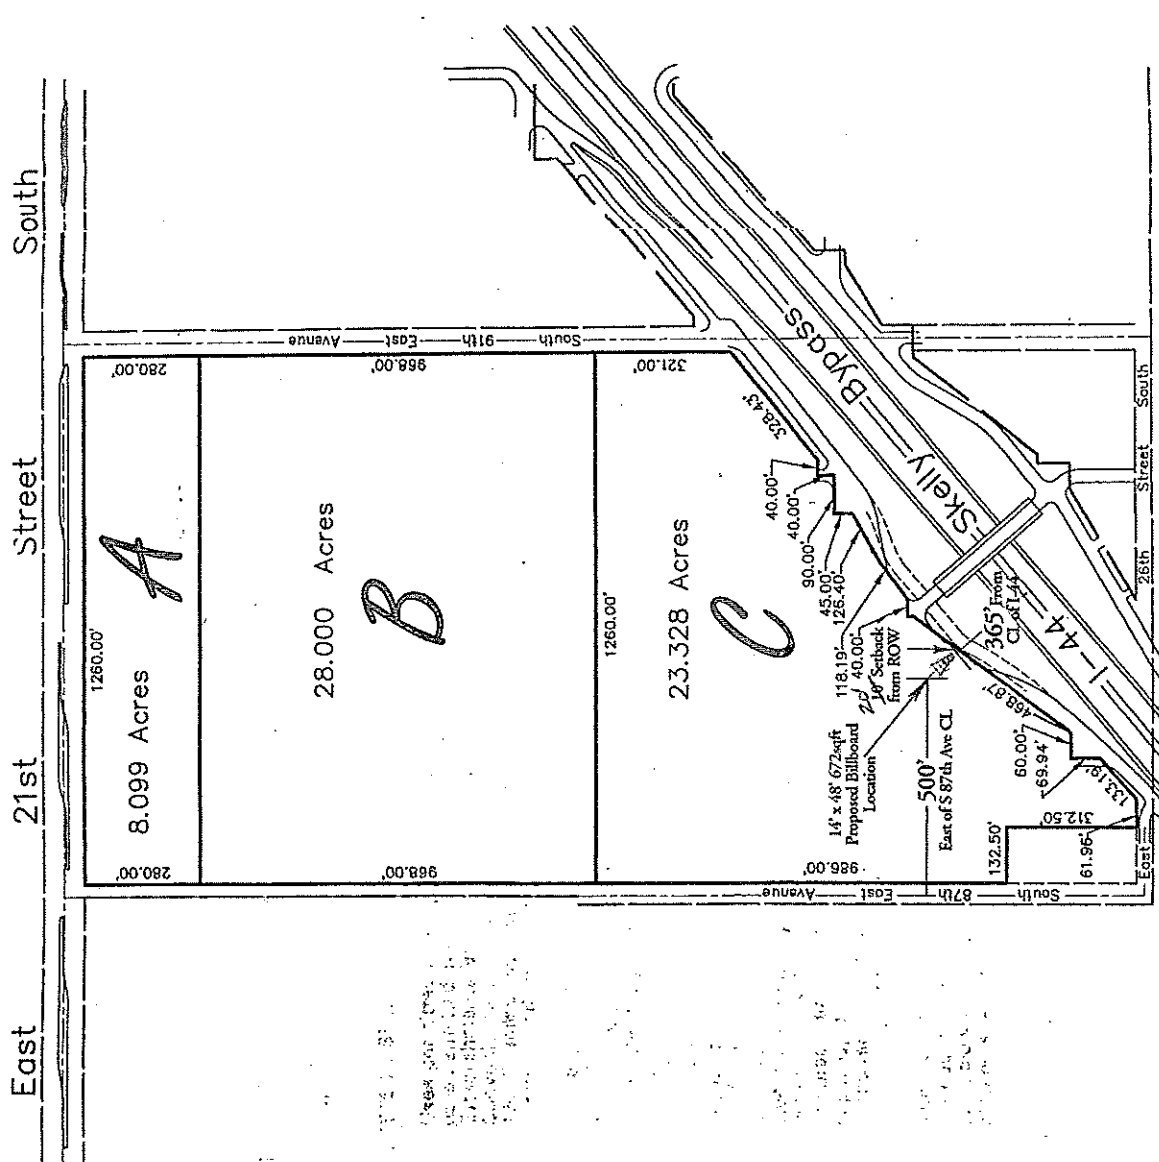 East 21st Street South
South 91th East Avenue
280.00'
968.00'
321.00'
1260.00'
8.099 Acres
A
28.000 Acres
B
1260.00'
23.328 Acres
C
280.00'
968.00'
986.00'
328.43'
40.00'
40.00'
90.00'
45.00'
126.40'
118.19'
40.00'
20'
10' Setback
from ROW
14' x 48' 672sqft
Proposed Billboard
Location
500'
East of S 87th Ave CL
365' From
CL of I-44
468.87'
60.00'
69.94'
133.19'
312.50'
132.50'
61.96'
I-44 Skelly Bypass
South 87th East Avenue
East 26th Street South